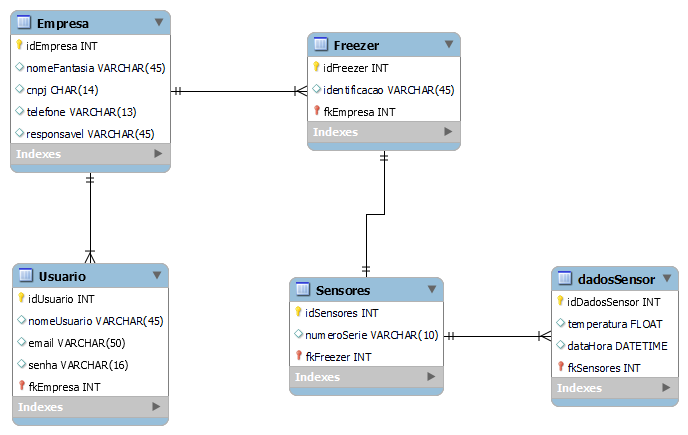 Empresa
idEmpresa INT
nomeFantasia VARCHAR(45)
cnpj CHAR(14)
telefone VARCHAR(13)
responsavel VARCHAR(45)
Indexes
Freezer
idFreezer INT
identificacao VARCHAR(45)
fkEmpresa INT
Indexes
Usuario
idUsuario INT
nomeUsuario VARCHAR(45)
email VARCHAR(50)
senha VARCHAR(16)
fkEmpresa INT
Indexes
Sensores
idSensores INT
numeroSerie VARCHAR(10)
fkFreezer INT
Indexes
dadosSensor
idDadosSensor INT
temperatura FLOAT
dataHora DATETIME
fkSensores INT
Indexes